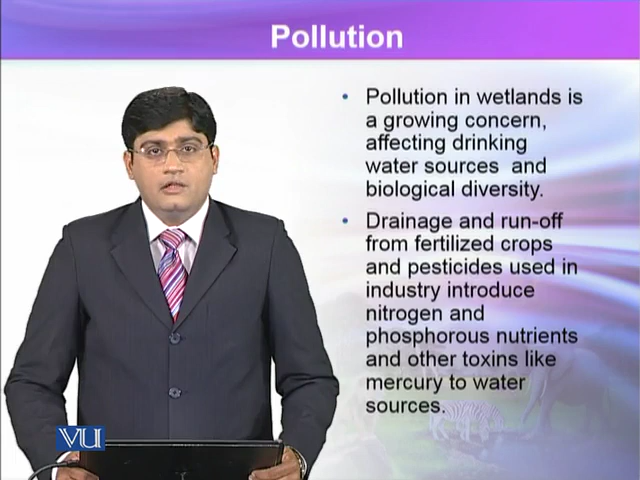 Pollution
• Pollution in wetlands is
a growing concern,
affecting drinking
water sources and
biological diversity.
• Drainage and run-off
from fertilized crops
and pesticides used in
industry introduce
nitrogen and
phosphorous nutrients
and other toxins like
mercury to water
sources.
VU